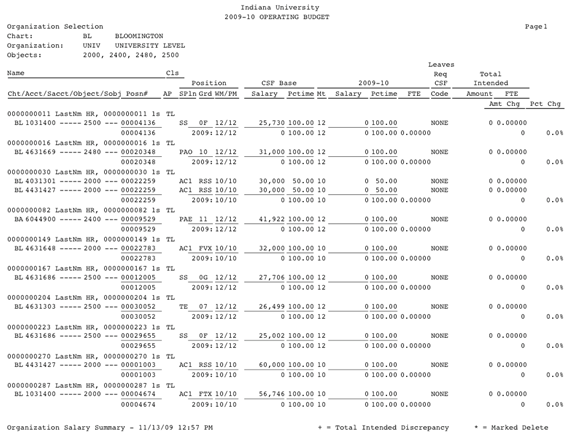 Indiana University
2009-10 OPERATING BUDGET
Organization Selection Page1
Chart: BL BLOOMINGTON
Organization: UNIV UNIVERSITY LEVEL
Objects: 2000, 2400, 2480, 2500
Leaves
Name Cls Req Total
Position CSF Base 2009-10 CSF Intended
Cht/Acct/Sacct/Object/Sobj Posn# AP SPln Grd WM/PM Salary Pctime Mt Salary Pctime FTE Code Amount FTE
Amt Chg Pct Chg
0000000011 LastNm HR, 0000000011 1s TL
BL 1031400 ----- 2500 --- 00004136 SS 0F 12/12 25,730 100.00 12 0 100.00 NONE 0 0.00000
00004136 2009:12/12 0 100.00 12 0 100.00 0.00000 0 0.0%
0000000016 LastNm HR, 0000000016 1s TL
BL 4631669 ----- 2480 --- 00020348 PAO 10 12/12 31,000 100.00 12 0 100.00 NONE 0 0.00000
00020348 2009:12/12 0 100.00 12 0 100.00 0.00000 0 0.0%
0000000030 LastNm HR, 0000000030 1s TL
BL 4031301 ----- 2000 --- 00022259 AC1 RSS 10/10 30,000 50.00 10 0 50.00 NONE 0 0.00000
BL 4431427 ----- 2000 --- 00022259 AC1 RSS 10/10 30,000 50.00 10 0 50.00 NONE 0 0.00000
00022259 2009:10/10 0 100.00 10 0 100.00 0.00000 0 0.0%
0000000082 LastNm HR, 0000000082 1s TL
BA 6044900 ----- 2400 --- 00009529 PAE 11 12/12 41,922 100.00 12 0 100.00 NONE 0 0.00000
00009529 2009:12/12 0 100.00 12 0 100.00 0.00000 0 0.0%
0000000149 LastNm HR, 0000000149 1s TL
BL 4631648 ----- 2000 --- 00022783 AC1 FVX 10/10 32,000 100.00 10 0 100.00 NONE 0 0.00000
00022783 2009:10/10 0 100.00 10 0 100.00 0.00000 0 0.0%
0000000167 LastNm HR, 0000000167 1s TL
BL 4631686 ----- 2500 --- 00012005 SS 0G 12/12 27,706 100.00 12 0 100.00 NONE 0 0.00000
00012005 2009:12/12 0 100.00 12 0 100.00 0.00000 0 0.0%
0000000204 LastNm HR, 0000000204 1s TL
BL 4631303 ----- 2500 --- 00030052 TE 07 12/12 26,499 100.00 12 0 100.00 NONE 0 0.00000
00030052 2009:12/12 0 100.00 12 0 100.00 0.00000 0 0.0%
0000000223 LastNm HR, 0000000223 1s TL
BL 4631686 ----- 2500 --- 00029655 SS 0F 12/12 25,002 100.00 12 0 100.00 NONE 0 0.00000
00029655 2009:12/12 0 100.00 12 0 100.00 0.00000 0 0.0%
0000000270 LastNm HR, 0000000270 1s TL
BL 4431427 ----- 2000 --- 00001003 AC1 RSS 10/10 60,000 100.00 10 0 100.00 NONE 0 0.00000
00001003 2009:10/10 0 100.00 10 0 100.00 0.00000 0 0.0%
0000000287 LastNm HR, 0000000287 1s TL
BL 1031400 ----- 2000 --- 00004674 AC1 FTX 10/10 56,746 100.00 10 0 100.00 NONE 0 0.00000
00004674 2009:10/10 0 100.00 10 0 100.00 0.00000 0 0.0%
Organization Salary Summary - 11/13/09 12:57 PM + = Total Intended Discrepancy * = Marked Delete